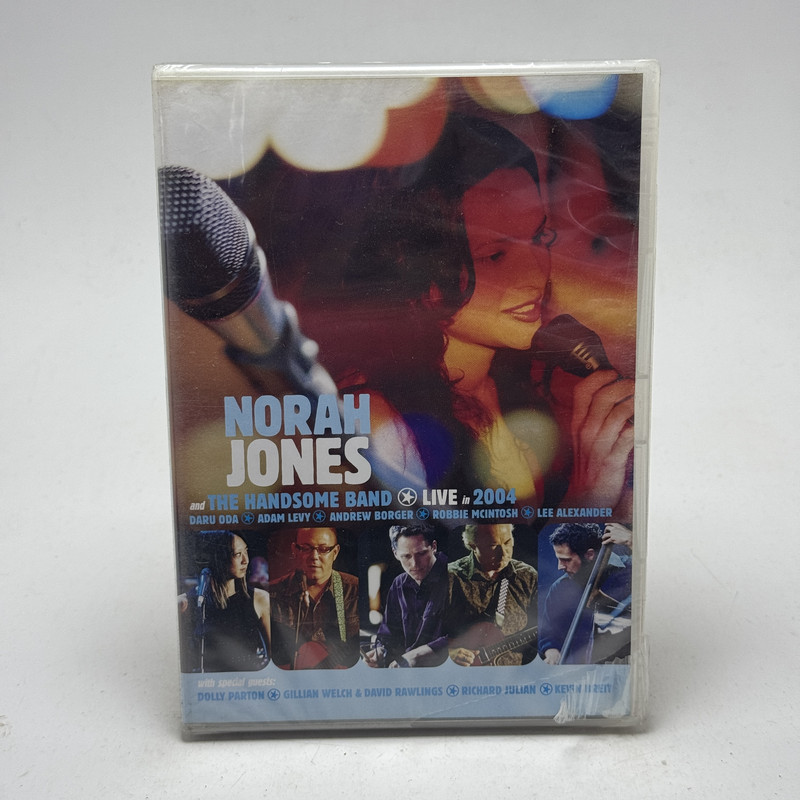 NORAH
JONES
and THE HANDSOME BAND LIVE in 2004
DARU ODA ADAM LEVY ANDREW BORGER ROBBIE MCINTOSH LEE ALEXANDER
with special guests:
DOLLY PARTON GILLIAN WELCH & DAVID RAWLINGS RICHARD JULIAN